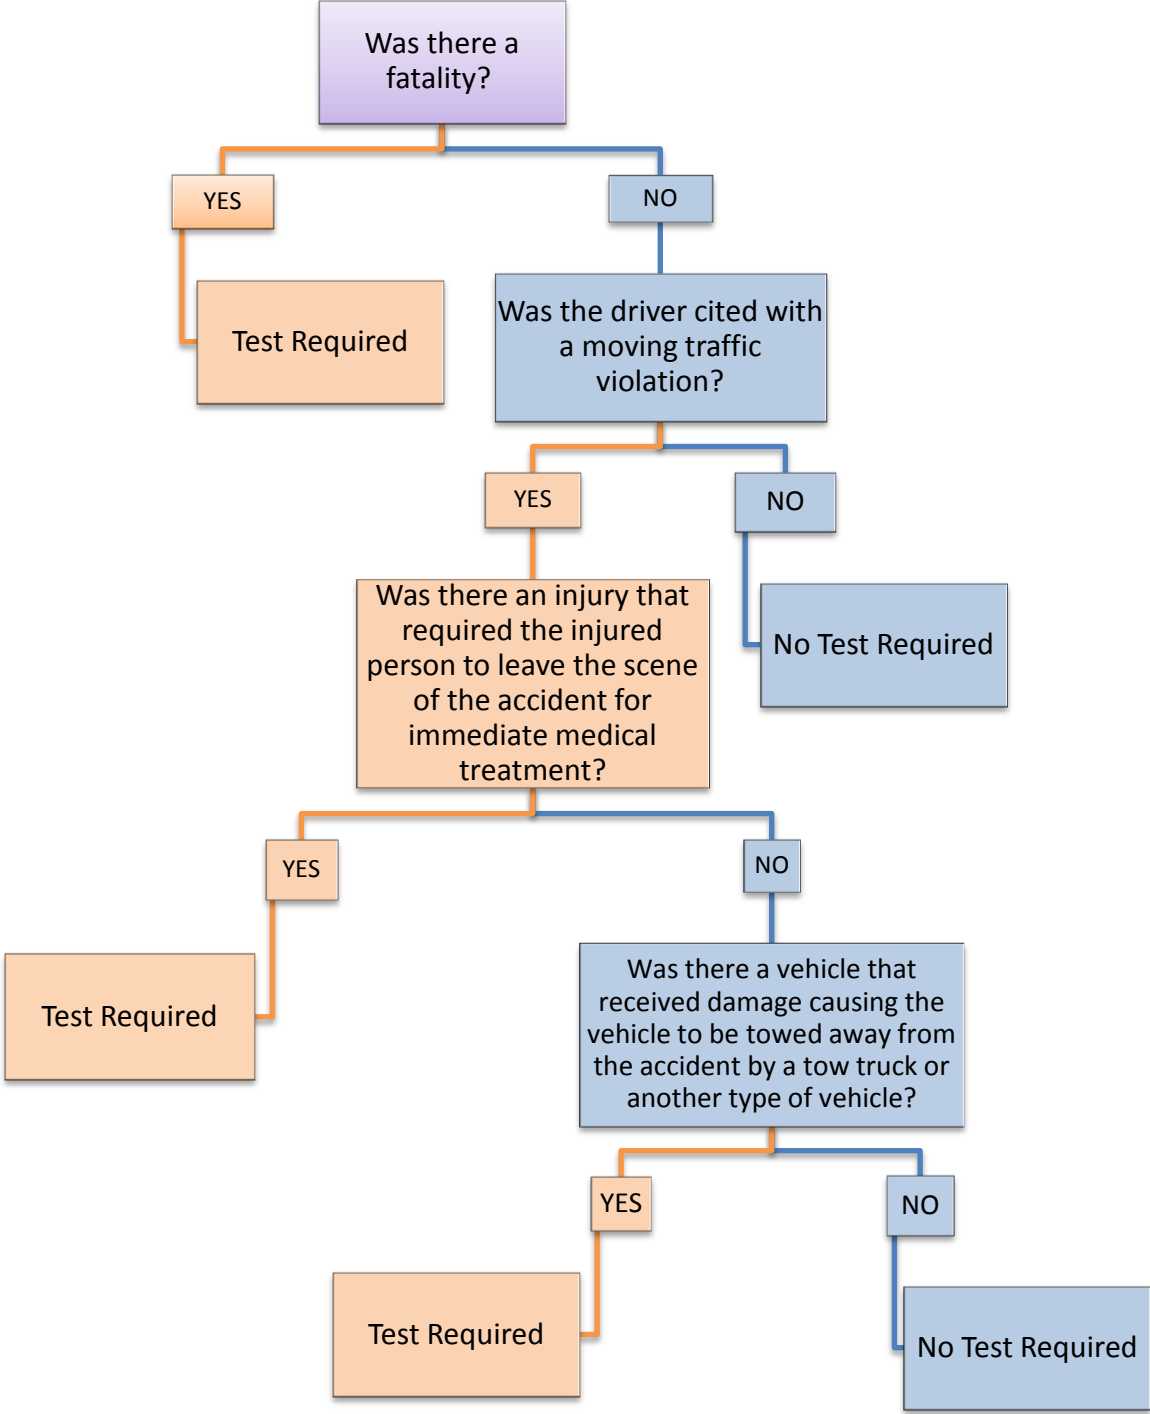 Was there a
fatality?
YES
NO
Test Required
Was the driver cited with
a moving traffic
violation?
YES
NO
Was there an injury that
required the injured
person to leave the scene
of the accident for
immediate medical
treatment?
No Test Required
YES
NO
Test Required
Was there a vehicle that
received damage causing the
vehicle to be towed away from
the accident by a tow truck or
another type of vehicle?
YES
NO
Test Required
No Test Required